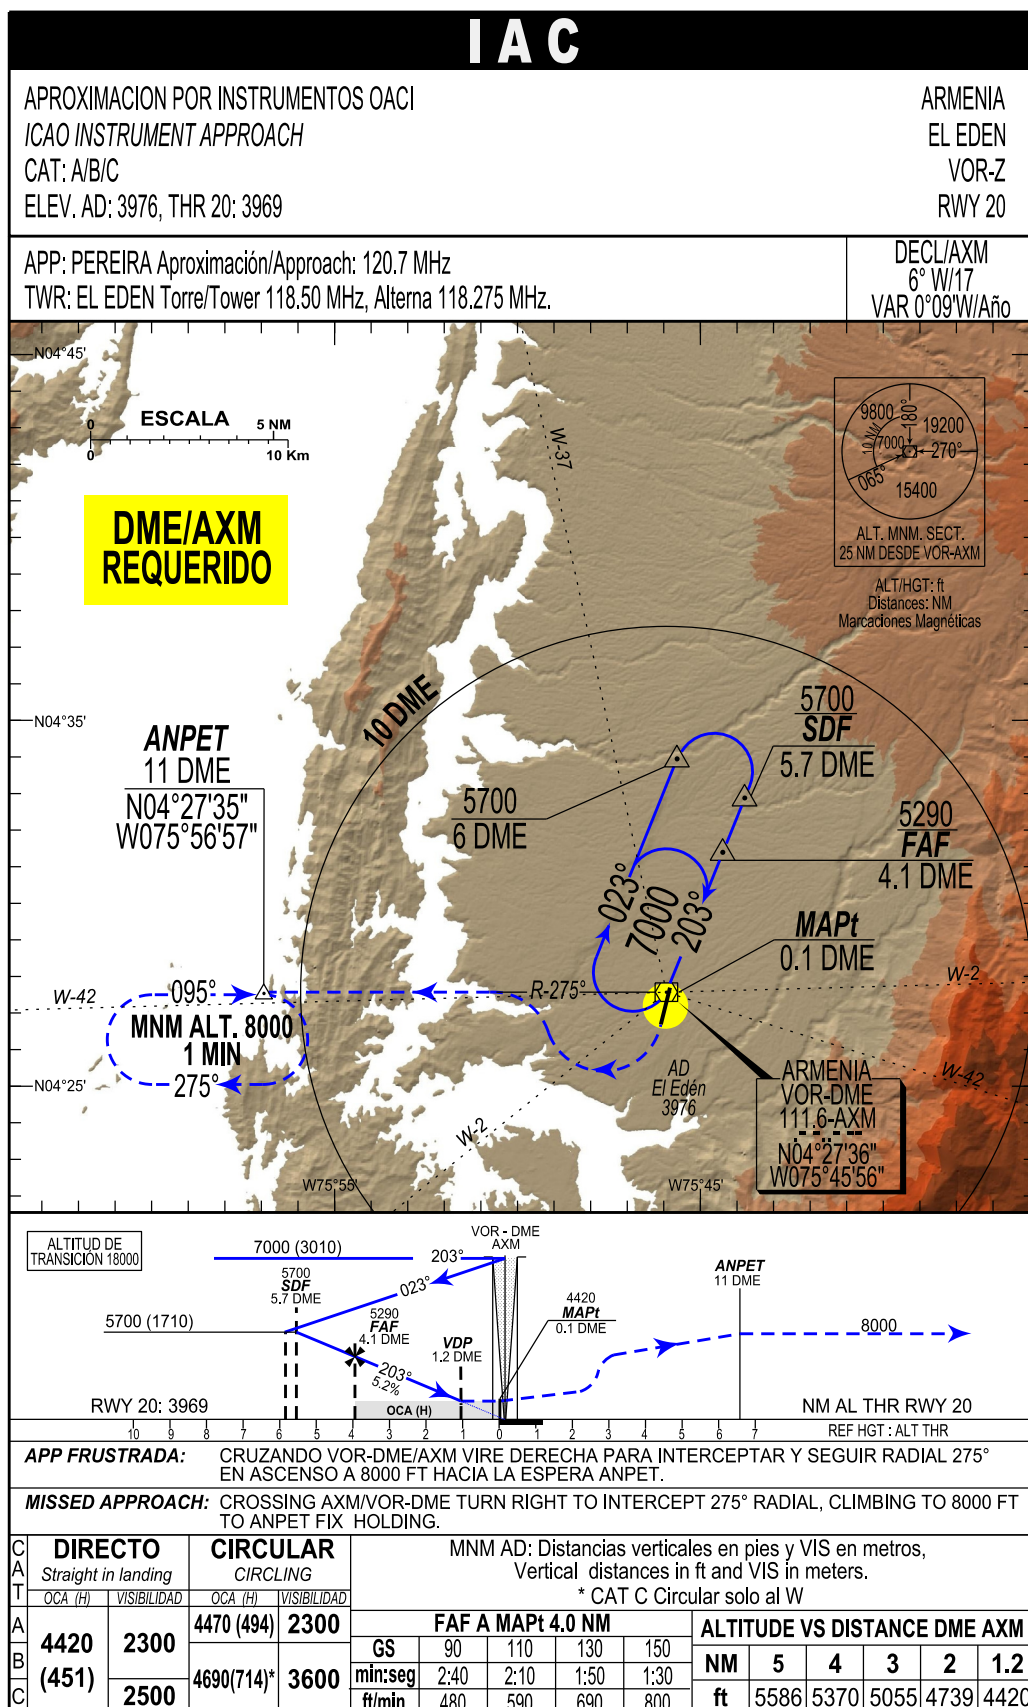 IAC
APROXIMACION POR INSTRUMENTOS OACI
ICAO INSTRUMENT APPROACH
CAT: A/B/C
ELEV. AD: 3976, THR 20: 3969
ARMENIA
EL EDEN
VOR-Z
RWY 20
APP: PEREIRA Aproximación/Approach: 120.7 MHz
TWR: EL EDEN Torre/Tower 118.50 MHz, Alterna 118.275 MHz.
DECL/AXM
6° W/17
VAR 0°09'W/Año
N04°45'
ESCALA
0 5 NM
0 10 Km
W-37
9800
180°
19200
10 NM
7000
270°
065°
15400
ALT. MNM. SECT.
25 NM DESDE VOR-AXM
ALT/HGT: ft
Distances: NM
Marcaciones Magnéticas
DME/AXM
REQUERIDO
N04°35'
10 DME
ANPET
11 DME
N04°27'35"
W075°56'57"
5700
SDF
5.7 DME
5700
6 DME
5290
FAF
4.1 DME
023°
7000
203°
MAPt
0.1 DME
W-42
095°
R-275°
W-2
MNM ALT. 8000
1 MIN
275°
N04°25'
AD
El Edén
3976
W-42
W-2
ARMENIA
VOR-DME
111.6-AXM
N04°27'36"
W075°45'56"
W75°55'
W75°45'
ALTITUD DE
TRANSICIÓN 18000
7000 (3010)
203°
VOR - DME
AXM
023°
5700
SDF
5.7 DME
5700 (1710)
5290
FAF
4.1 DME
VDP
1.2 DME
4420
MAPt
0.1 DME
ANPET
11 DME
8000
203°
5.2%
RWY 20: 3969
OCA (H)
NM AL THR RWY 20
10 9 8 7 6 5 4 3 2 1 0 1 2 3 4 5 6 7
REF HGT : ALT THR
APP FRUSTRADA: CRUZANDO VOR-DME/AXM VIRE DERECHA PARA INTERCEPTAR Y SEGUIR RADIAL 275°
EN ASCENSO A 8000 FT HACIA LA ESPERA ANPET.
MISSED APPROACH: CROSSING AXM/VOR-DME TURN RIGHT TO INTERCEPT 275° RADIAL, CLIMBING TO 8000 FT
TO ANPET FIX HOLDING.
CAT
DIRECTO
Straight in landing
OCA (H) VISIBILIDAD
CIRCULAR
CIRCLING
OCA (H) VISIBILIDAD
MNM AD: Distancias verticales en pies y VIS en metros,
Vertical distances in ft and VIS in meters.
* CAT C Circular solo al W
A
B
C
4420
(451)
2300
2500
4470 (494) 2300
4690(714)* 3600
FAF A MAPt 4.0 NM
GS 90 110 130 150
min:seg 2:40 2:10 1:50 1:30
ft/min 480 590 690 800
ALTITUDE VS DISTANCE DME AXM
NM 5 4 3 2 1.2
ft 5586 5370 5055 4739 4420